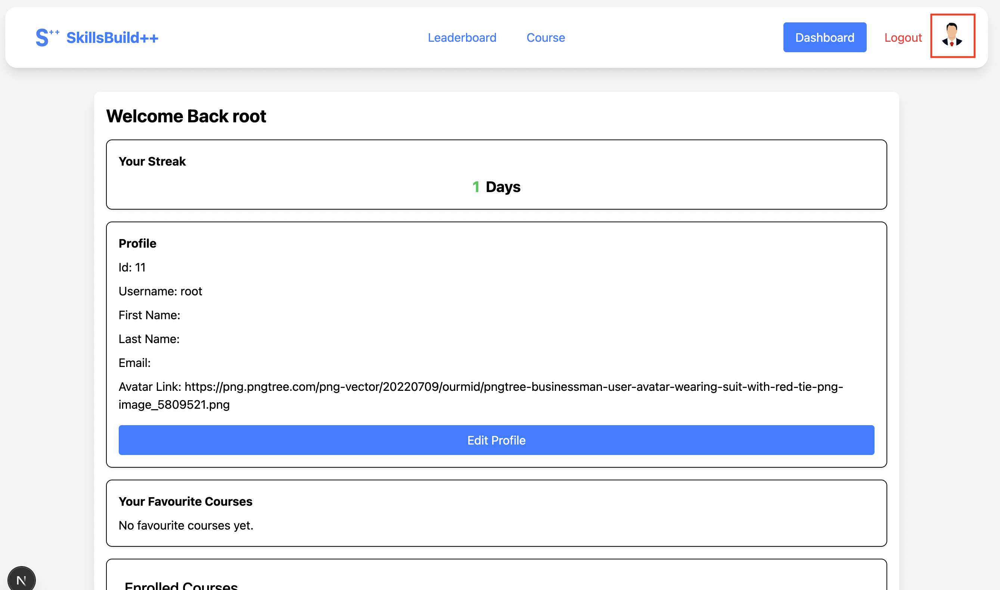 S++ SkillsBuild++ Leaderboard Course Dashboard Logout
Welcome Back root
Your Streak
1 Days
Profile
Id: 11
Username: root
First Name:
Last Name:
Email:
Avatar Link: https://png.pngtree.com/png-vector/20220709/ourmid/pngtree-businessman-user-avatar-wearing-suit-with-red-tie-png-
image_5809521.png
Edit Profile
Your Favourite Courses
No favourite courses yet.
Enrolled Courses
N